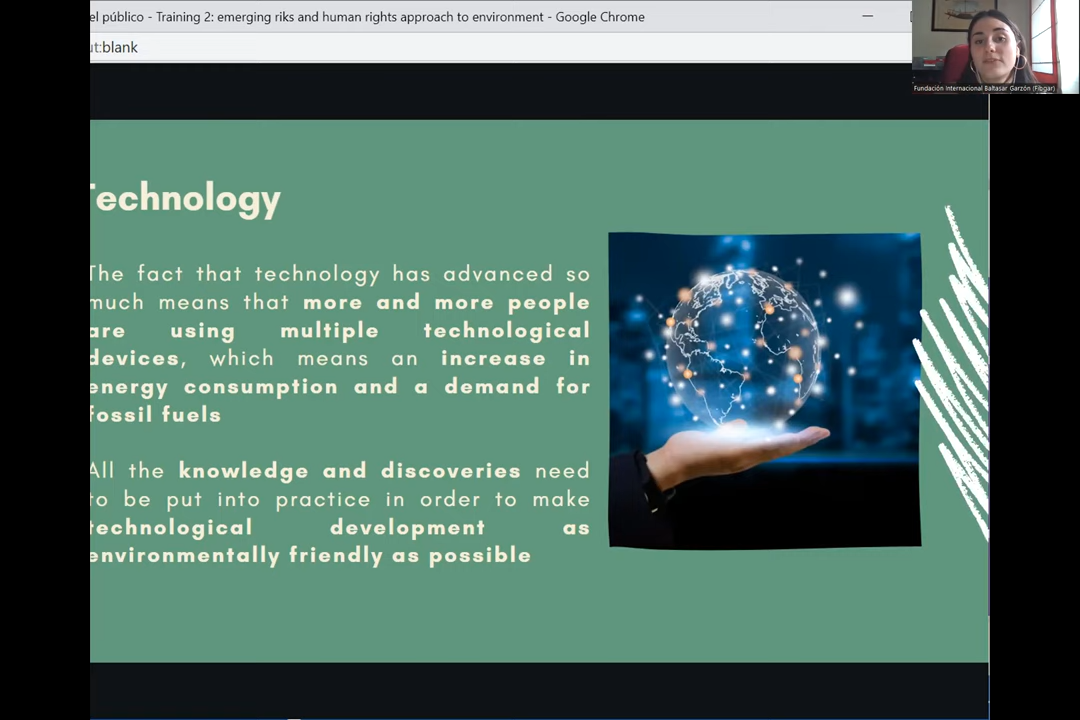 el público - Training 2: emerging riks and human rights approach to environment - Google Chrome
ut:blank
Fundación Internacional Baltasar Garzón (Fibgar)
Technology
The fact that technology has advanced so
much means that more and more people
are using multiple technological
devices, which means an increase in
energy consumption and a demand for
fossil fuels
All the knowledge and discoveries need
to be put into practice in order to make
technological development as
environmentally friendly as possible